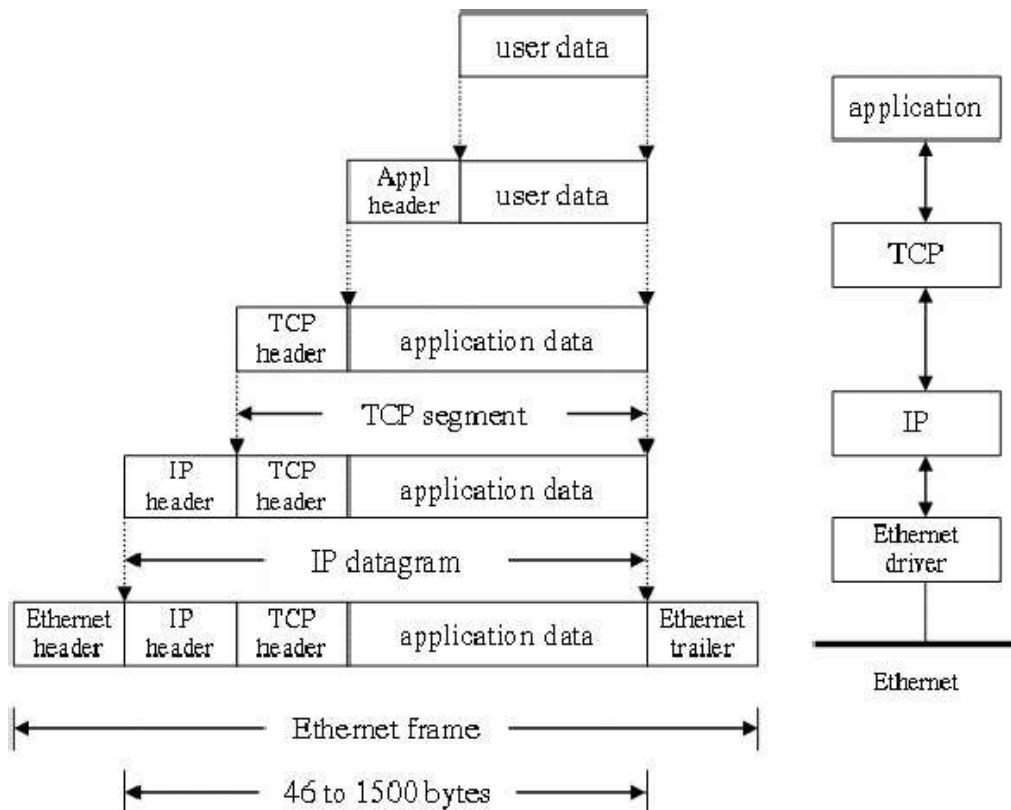 user data
application
Appl
header
user data
TCP
TCP
header
application data
TCP segment
IP
IP
header
TCP
header
application data
Ethernet
driver
IP datagram
Ethernet
header
IP
header
TCP
header
application data
Ethernet
trailer
Ethernet
Ethernet frame
46 to 1500 bytes